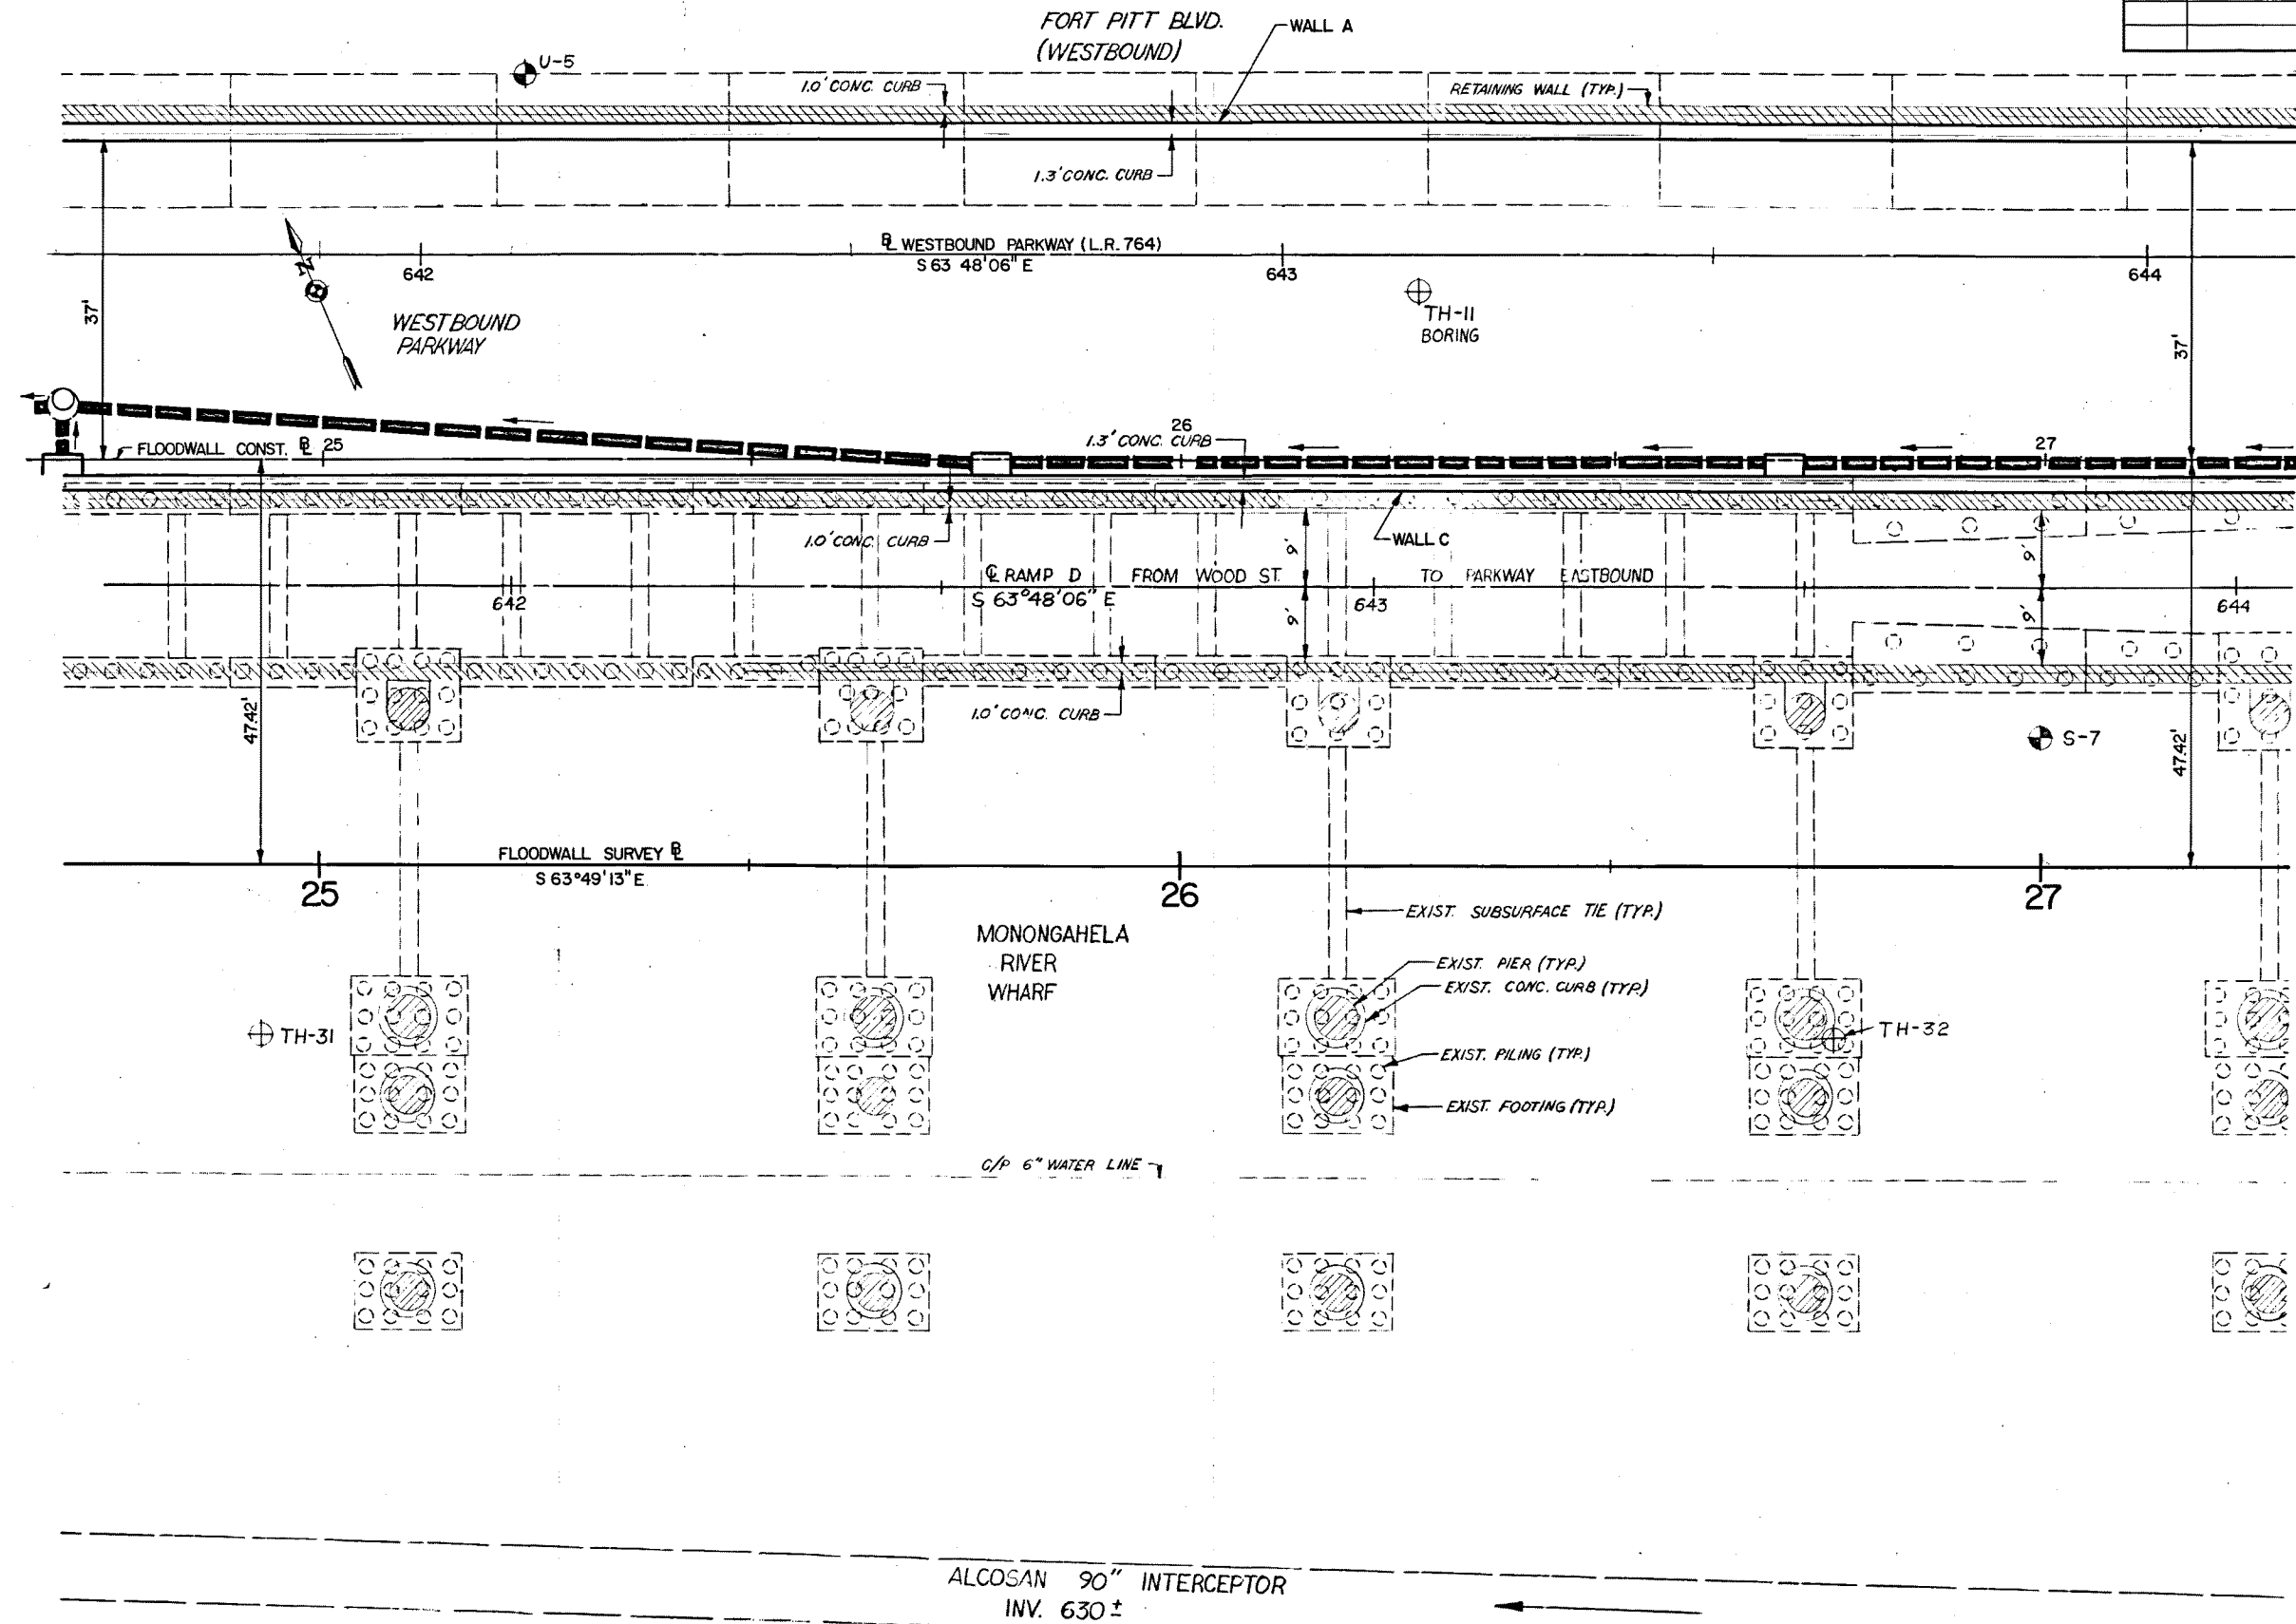 FORT PITT BLVD.
(WESTBOUND)
WALL A
U-5
1.0' CONC. CURB
RETAINING WALL (TYP.)
1.3' CONC. CURB
℄ WESTBOUND PARKWAY (L.R. 764)
S 63 48'06" E
642
643
644
N
37'
WESTBOUND
PARKWAY
TH-11
BORING
37'
FLOODWALL CONST. ℄ 25
1.3' CONC. CURB
26
27
1.0' CONC. CURB
WALL C
9'
9'
℄ RAMP D FROM WOOD ST. TO PARKWAY EASTBOUND
S 63°48'06" E
642
643
644
9'
9'
1.0' CONC. CURB
47.42'
S-7
47.42'
FLOODWALL SURVEY ℄
S 63°49'13" E
25
26
27
EXIST. SUBSURFACE TIE (TYP.)
MONONGAHELA
RIVER
WHARF
EXIST. PIER (TYP.)
EXIST. CONC. CURB (TYP.)
TH-31
TH-32
EXIST. PILING (TYP.)
EXIST. FOOTING (TYP.)
C/P 6" WATER LINE
ALCOSAN 90" INTERCEPTOR
INV. 630±